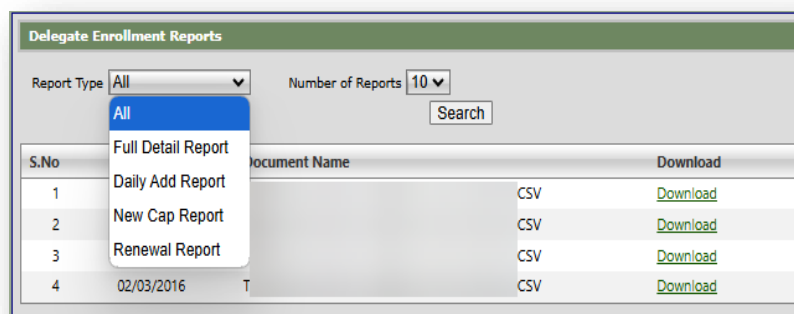 Delegate Enrollment Reports
Report Type All Number of Reports 10
All Search
Full Detail Report
Daily Add Report
New Cap Report
Renewal Report
S.No Document Name Download
1 CSV Download
2 CSV Download
3 CSV Download
4 02/03/2016 T CSV Download